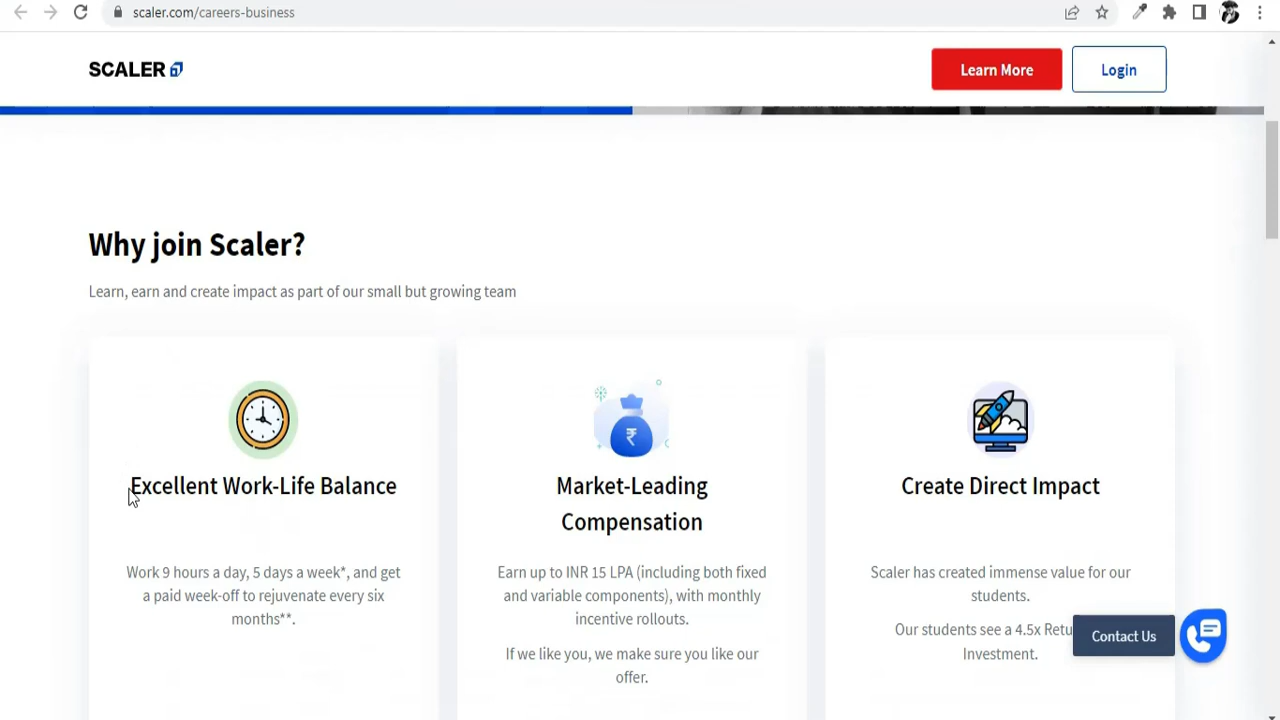 scaler.com/careers-business
SCALER
Learn More
Login
Why join Scaler?
Learn, earn and create impact as part of our small but growing team
Excellent Work-Life Balance
Work 9 hours a day, 5 days a week*, and get
a paid week-off to rejuvenate every six
months**.
Market-Leading
Compensation
Earn up to INR 15 LPA (including both fixed
and variable components), with monthly
incentive rollouts.
If we like you, we make sure you like our
offer.
Create Direct Impact
Scaler has created immense value for our
students.
Our students see a 4.5x
Investment.
Contact Us